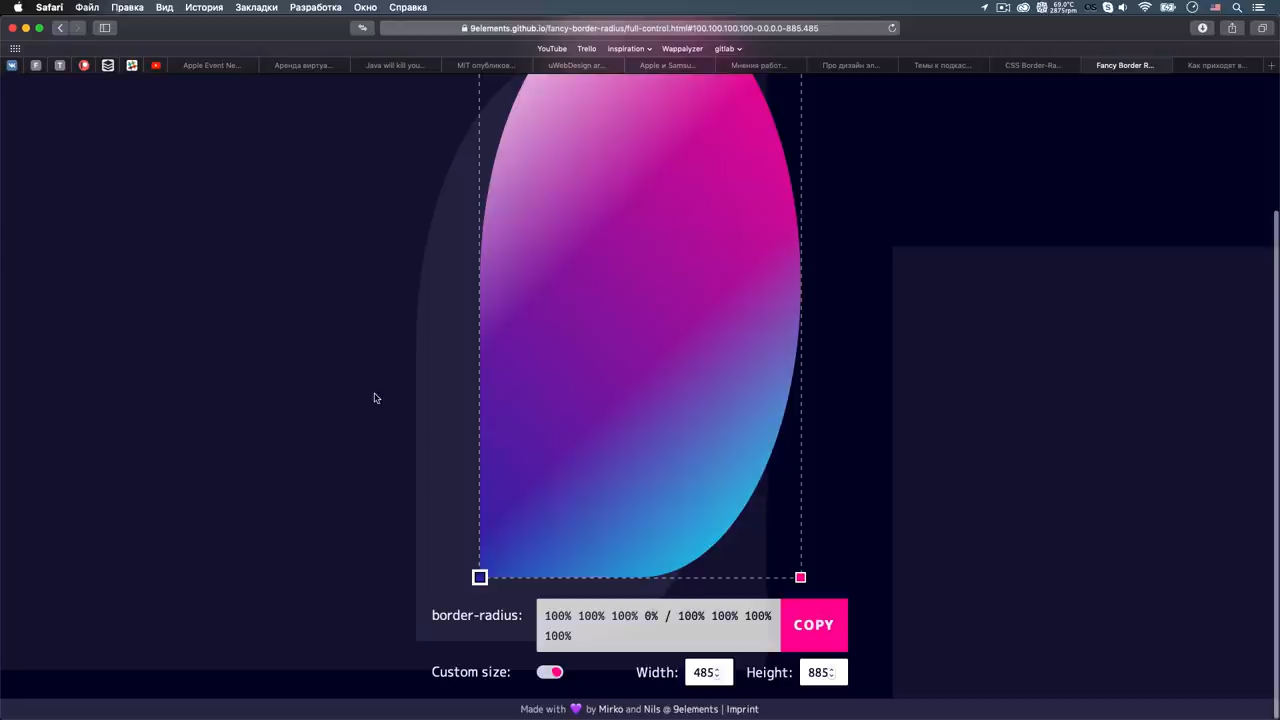 Safari Файл Правка Вид История Закладки Разработка Окно Справка
69.0°C
2875rpm
9elements.github.io/fancy-border-radius/full-control.html#100.100.100.100-0.0.0.0-885.485
YouTube Trello inspiration Wappalyzer gitlab
F T Apple Event Ne... Аренда виртуа... Java will kill you... MIT опубликов... uWebDesign ar... Apple и Samsu... Мнения работ... Про дизайн эл... Темы к подкас... CSS Border-Ra... Fancy Border R... Как приходят в...
border-radius: 100% 100% 100% 0% / 100% 100% 100%
100%
COPY
Custom size: Width: 485 Height: 885
Made with 💜 by Mirko and Nils @ 9elements | Imprint